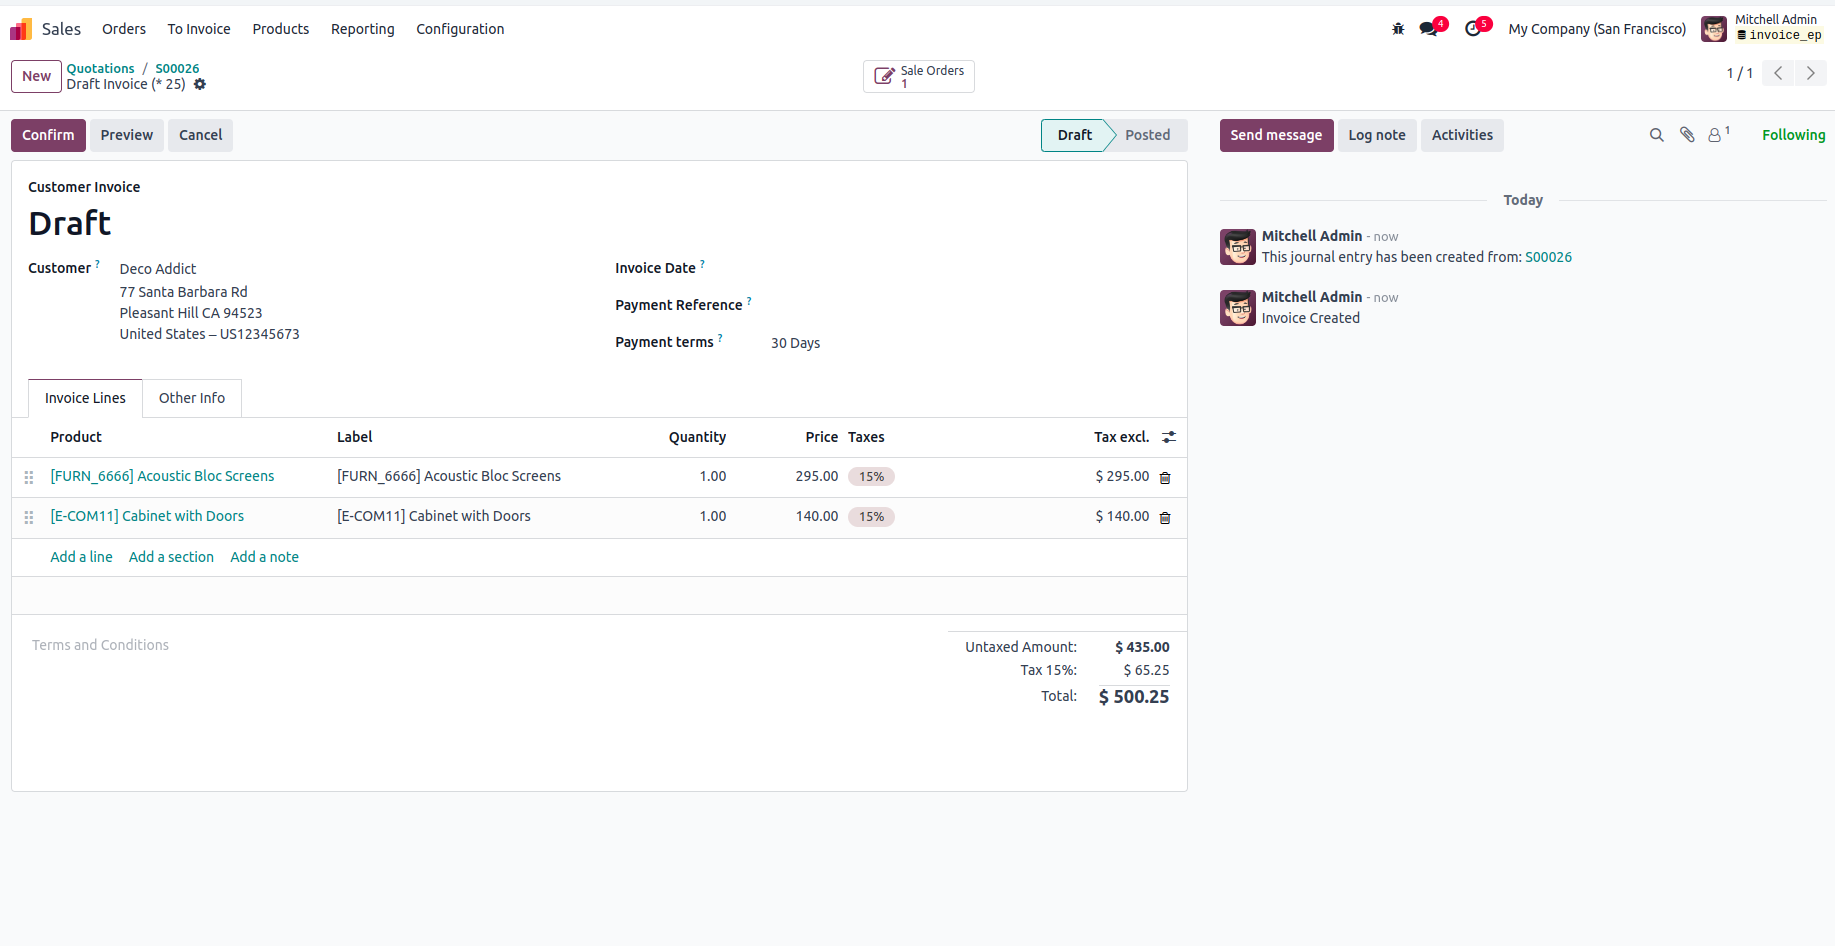 Sales Orders To Invoice Products Reporting Configuration 4 5 My Company (San Francisco) Mitchell Admin
invoice_ep
New Quotations / S00026
Draft Invoice (* 25)
Sale Orders
1
1 / 1
Confirm Preview Cancel Draft Posted
Send message Log note Activities 1 Following
Customer Invoice
Draft
Customer ? Deco Addict
77 Santa Barbara Rd
Pleasant Hill CA 94523
United States – US12345673
Invoice Date ?
Payment Reference ?
Payment terms ? 30 Days
Invoice Lines Other Info
Product Label Quantity Price Taxes Tax excl.
[FURN_6666] Acoustic Bloc Screens [FURN_6666] Acoustic Bloc Screens 1.00 295.00 15% $ 295.00
[E-COM11] Cabinet with Doors [E-COM11] Cabinet with Doors 1.00 140.00 15% $ 140.00
Add a line Add a section Add a note
Terms and Conditions
Untaxed Amount: $ 435.00
Tax 15%: $ 65.25
Total: $ 500.25
Today
Mitchell Admin - now
This journal entry has been created from: S00026
Mitchell Admin - now
Invoice Created